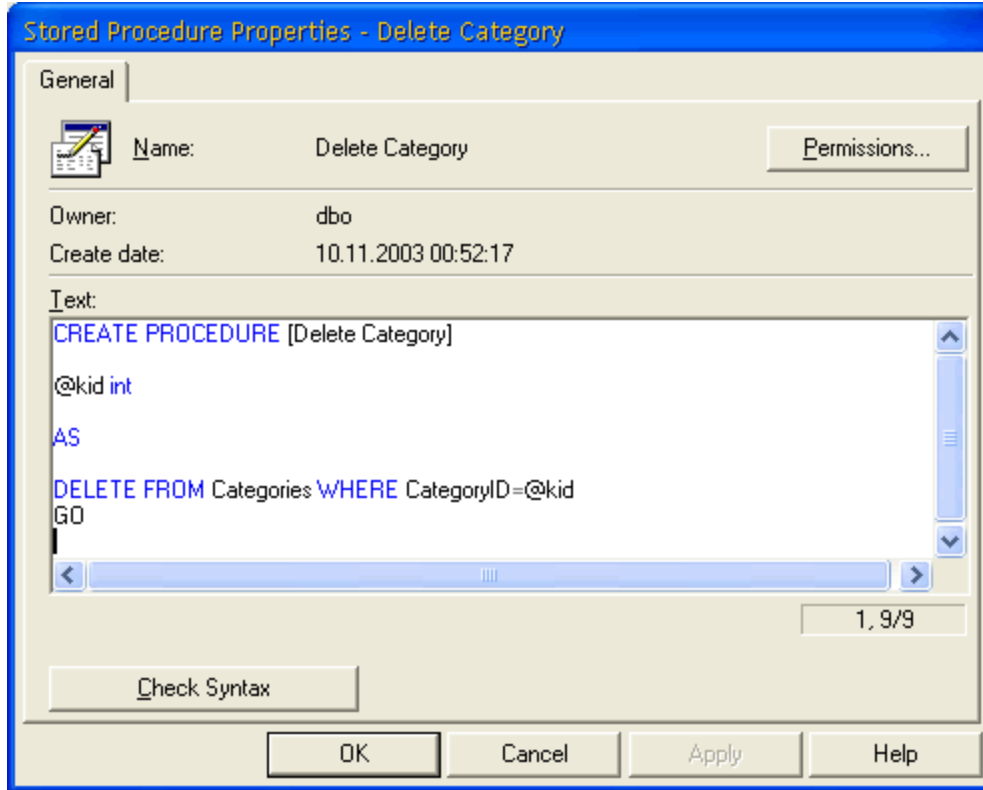 Stored Procedure Properties - Delete Category
General
Name: Delete Category Permissions...
Owner: dbo
Create date: 10.11.2003 00:52:17
Text:
CREATE PROCEDURE [Delete Category]
@kid int
AS
DELETE FROM Categories WHERE CategoryID=@kid
GO
1, 9/9
Check Syntax
OK Cancel Apply Help